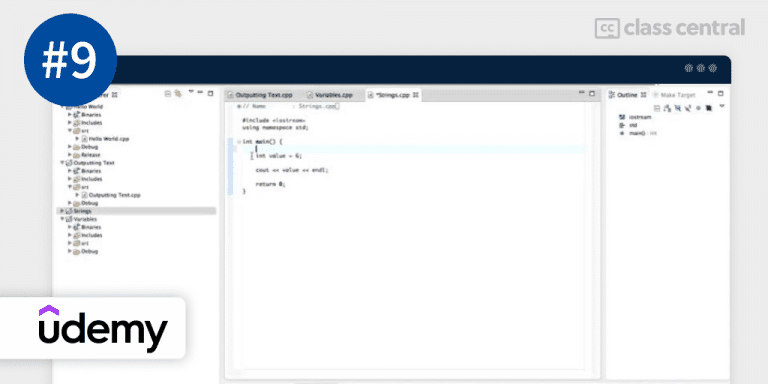 #9
class central
Outputting Text.cpp
Variables.cpp
*Strings.cpp
Outline
Make Target
Hello World
Binaries
Includes
src
Hello World.cpp
Debug
Release
Outputting Text
Binaries
Includes
src
Outputting Text.cpp
Debug
Strings
Variables
Binaries
Includes
src
Debug
// Name : Strings.cpp
#include <iostream>
using namespace std;
int main() {
int value = 6;
cout << value << endl;
return 0;
}
iostream
std
main() : int
udemy